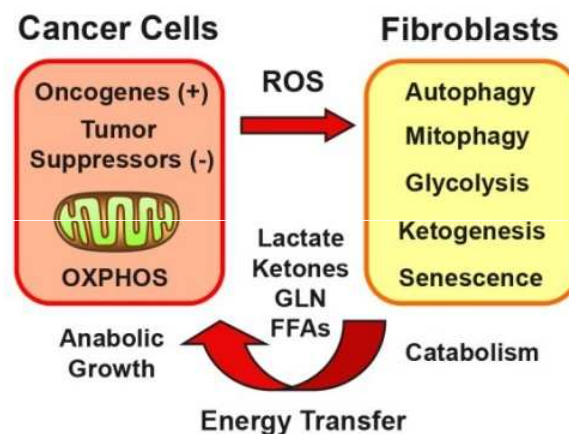 Cancer Cells
Oncogenes (+)
Tumor
Suppressors (-)
OXPHOS
Anabolic
Growth
ROS
Lactate
Ketones
GLN
FFAs
Energy Transfer
Fibroblasts
Autophagy
Mitophagy
Glycolysis
Ketogenesis
Senescence
Catabolism